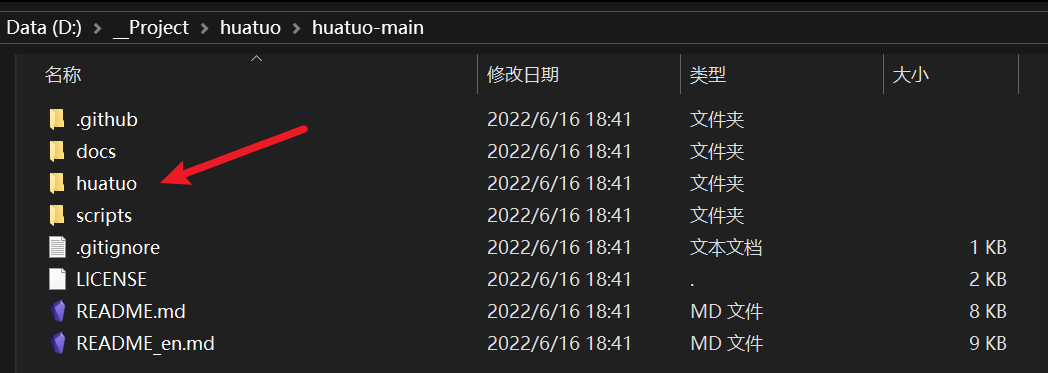 Data (D:) > __Project > huatuo > huatuo-main
名称 修改日期 类型 大小
.github 2022/6/16 18:41 文件夹
docs 2022/6/16 18:41 文件夹
huatuo 2022/6/16 18:41 文件夹
scripts 2022/6/16 18:41 文件夹
.gitignore 2022/6/16 18:41 文本文档 1 KB
LICENSE 2022/6/16 18:41 . 2 KB
README.md 2022/6/16 18:41 MD 文件 8 KB
README_en.md 2022/6/16 18:41 MD 文件 9 KB